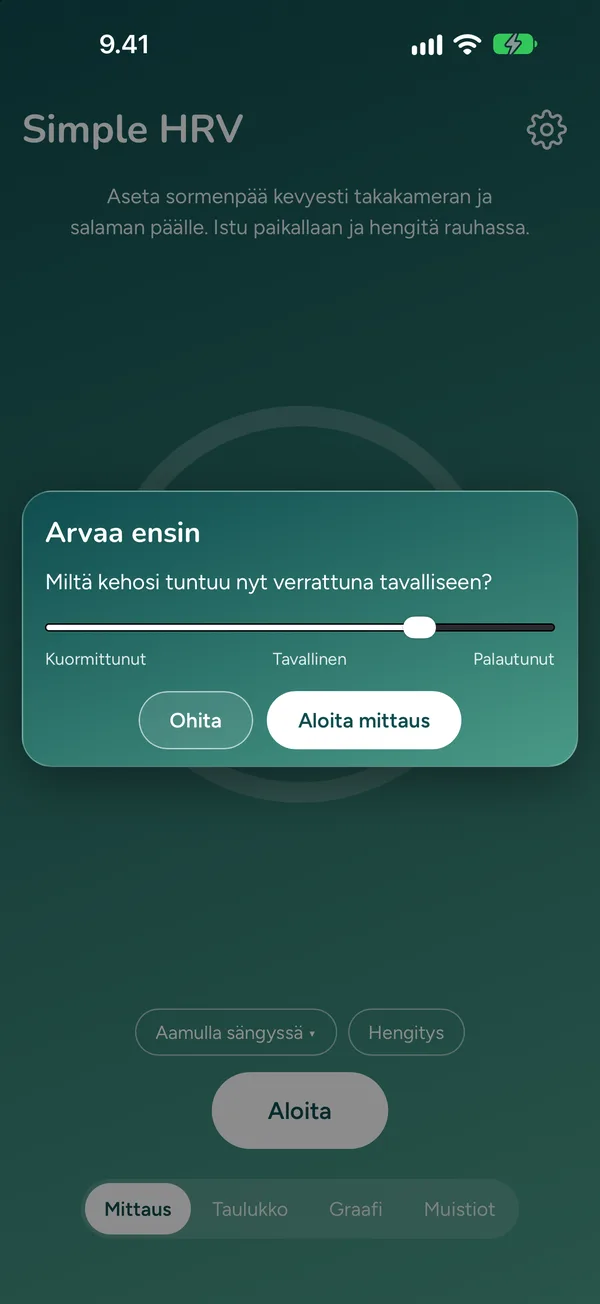 9.41
Simple HRV
Aseta sormenpää kevyesti takakameran ja
salaman päälle. Istu paikallaan ja hengitä rauhassa.
Arvaa ensin
Miltä kehosi tuntuu nyt verrattuna tavalliseen?
Kuormittunut Tavallinen Palautunut
Ohita Aloita mittaus
Aamulla sängyssä ▾ Hengitys
Aloita
Mittaus Taulukko Graafi Muistiot